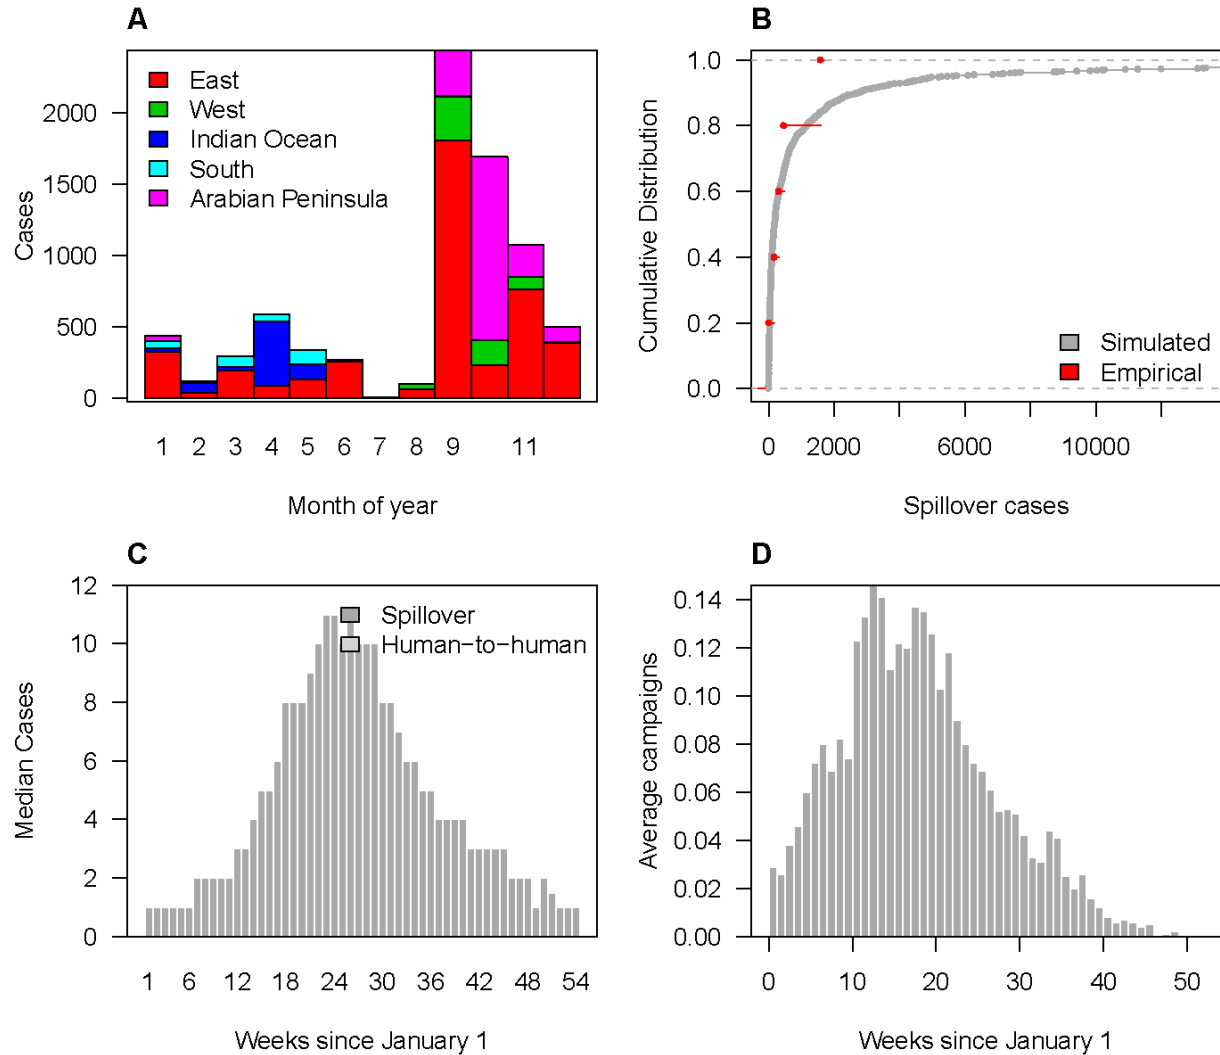 A
Cases
2000
1500
1000
500
0
East
West
Indian Ocean
South
Arabian Peninsula
1 2 3 4 5 6 7 8 9 11
Month of year
B
Cumulative Distribution
1.0
0.8
0.6
0.4
0.2
0.0
Simulated
Empirical
0 2000 6000 10000
Spillover cases
C
Median Cases
12
10
8
6
4
2
0
Spillover
Human−to−human
1 6 12 18 24 30 36 42 48 54
Weeks since January 1
D
Average campaigns
0.14
0.12
0.10
0.08
0.06
0.04
0.02
0.00
0 10 20 30 40 50
Weeks since January 1